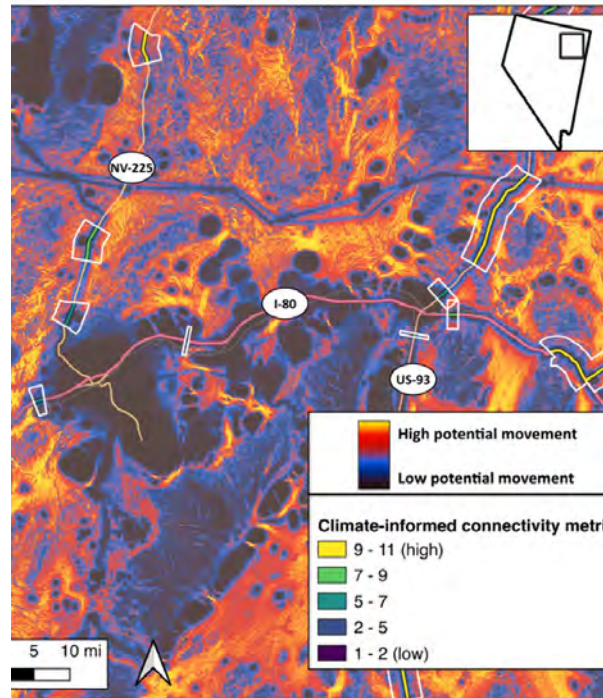 NV-225
I-80
US-93
High potential movement
Low potential movement
Climate-informed connectivity metri
9 - 11 (high)
7 - 9
5 - 7
2 - 5
1 - 2 (low)
5 10 mi